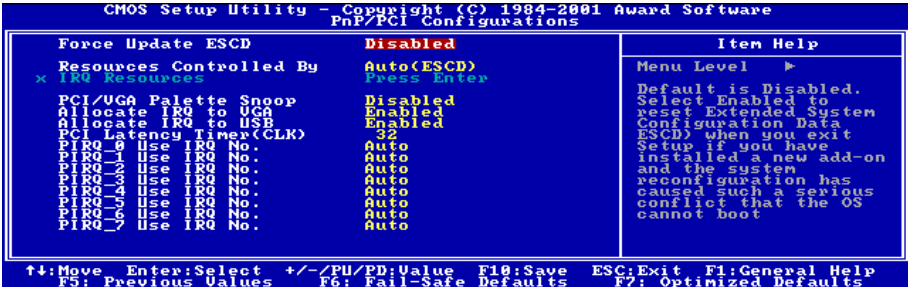 CMOS Setup Utility - Copyright (C) 1984-2001 Award Software
PnP/PCI Configurations
Force Update ESCD Disabled
Resources Controlled By Auto(ESCD)
x IRQ Resources Press Enter
PCI/VGA Palette Snoop Disabled
Allocate IRQ to VGA Enabled
Allocate IRQ to USB Enabled
PCI Latency Timer(CLK) 32
PIRQ_0 Use IRQ No. Auto
PIRQ_1 Use IRQ No. Auto
PIRQ_2 Use IRQ No. Auto
PIRQ_3 Use IRQ No. Auto
PIRQ_4 Use IRQ No. Auto
PIRQ_5 Use IRQ No. Auto
PIRQ_6 Use IRQ No. Auto
PIRQ_7 Use IRQ No. Auto
Item Help
Menu Level ►
Default is Disabled.
Select Enabled to
reset Extended System
Configuration Data
ESCD) when you exit
Setup if you have
installed a new add-on
and the system
reconfiguration has
caused such a serious
conflict that the OS
cannot boot
↑↓:Move Enter:Select +/-/PU/PD:Value F10:Save ESC:Exit F1:General Help
F5: Previous Values F6: Fail-Safe Defaults F7: Optimized Defaults